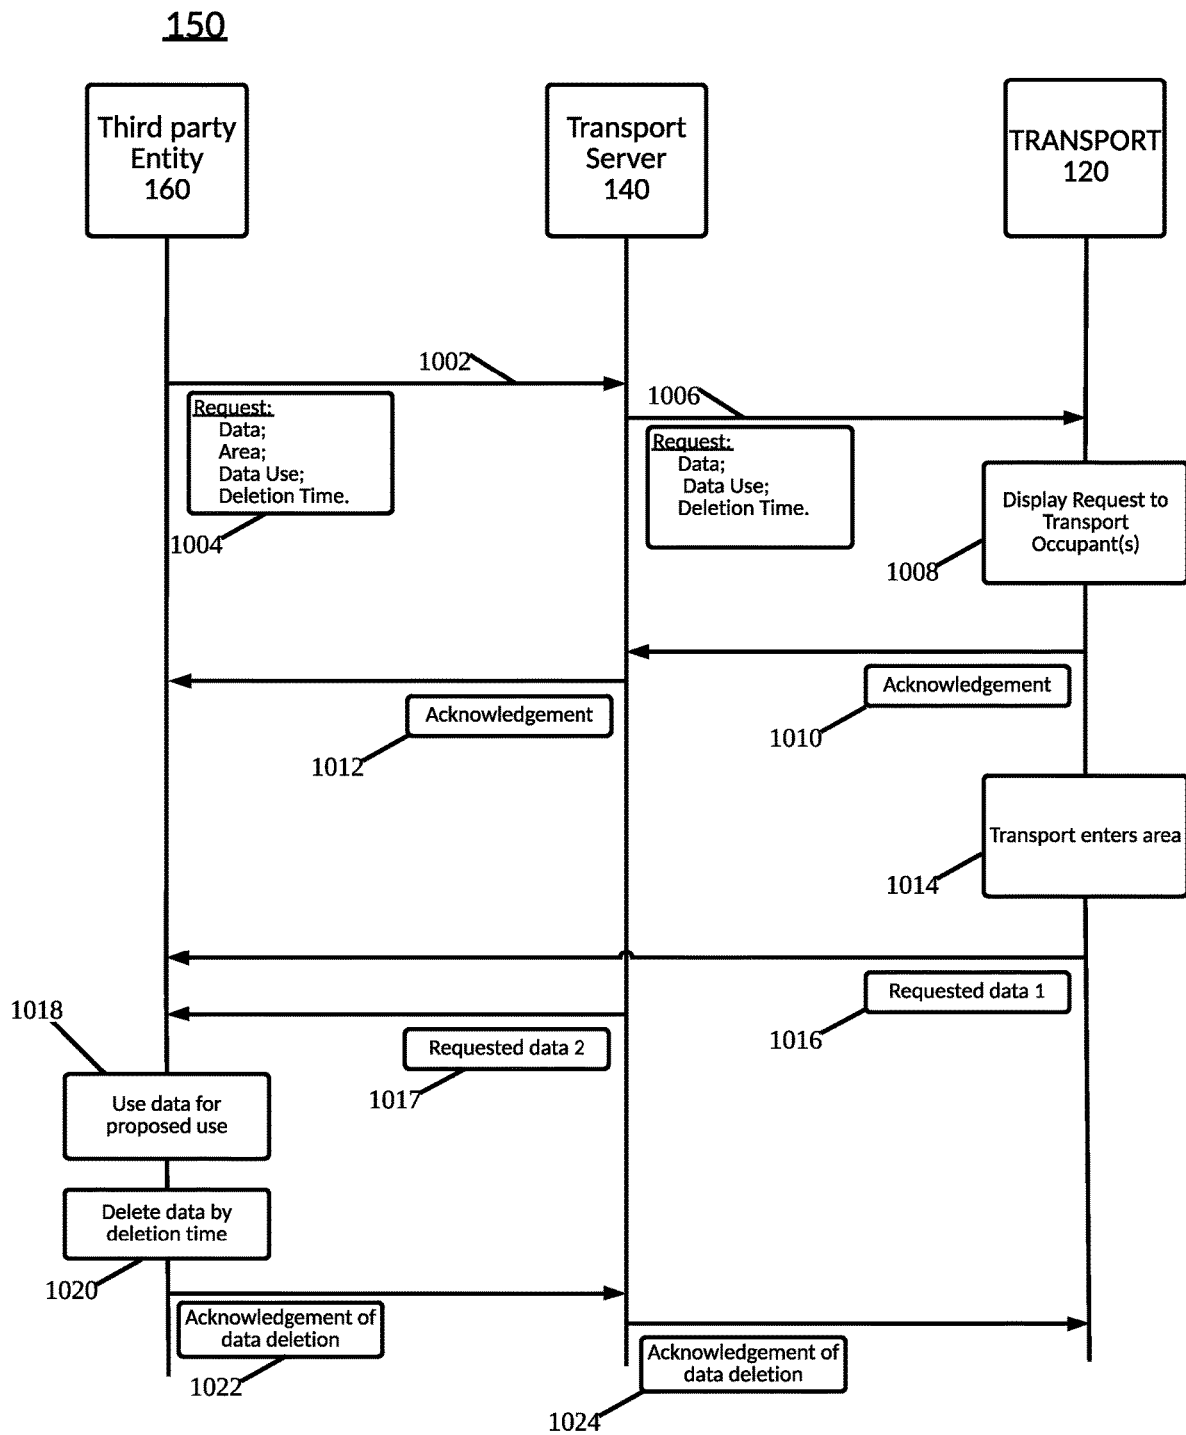 150
Third party
Entity
160
Transport
Server
140
TRANSPORT
120
1002
1006
Request:
Data;
Area;
Data Use;
Deletion Time.
1004
Request:
Data;
Data Use;
Deletion Time.
Display Request to
Transport
Occupant(s)
1008
Acknowledgement
1010
Acknowledgement
1012
Transport enters area
1014
Requested data 1
1016
Requested data 2
1017
1018
Use data for
proposed use
Delete data by
deletion time
1020
Acknowledgement of
data deletion
1022
Acknowledgement of
data deletion
1024